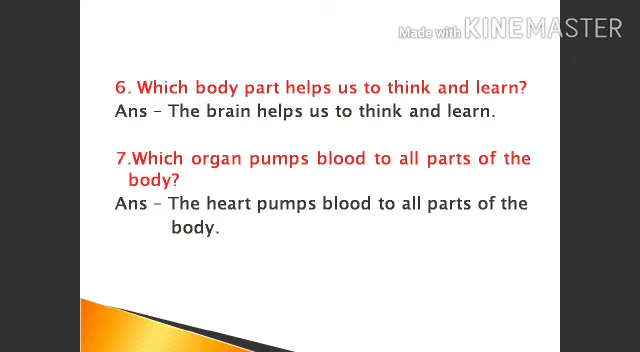 Made with KINEMASTER
6. Which body part helps us to think and learn?
Ans – The brain helps us to think and learn.
7.Which organ pumps blood to all parts of the
body?
Ans – The heart pumps blood to all parts of the
body.